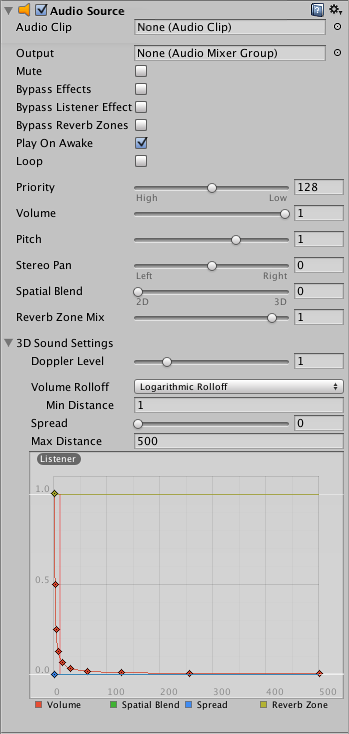 Audio Source
Audio Clip None (Audio Clip)
Output None (Audio Mixer Group)
Mute
Bypass Effects
Bypass Listener Effect
Bypass Reverb Zones
Play On Awake
Loop
Priority 128
High Low
Volume 1
Pitch 1
Stereo Pan 0
Left Right
Spatial Blend 0
2D 3D
Reverb Zone Mix 1
3D Sound Settings
Doppler Level 1
Volume Rolloff Logarithmic Rolloff
Min Distance 1
Spread 0
Max Distance 500
Listener
1.0
0.5
0.0
0 100 200 300 400 500
Volume Spatial Blend Spread Reverb Zone